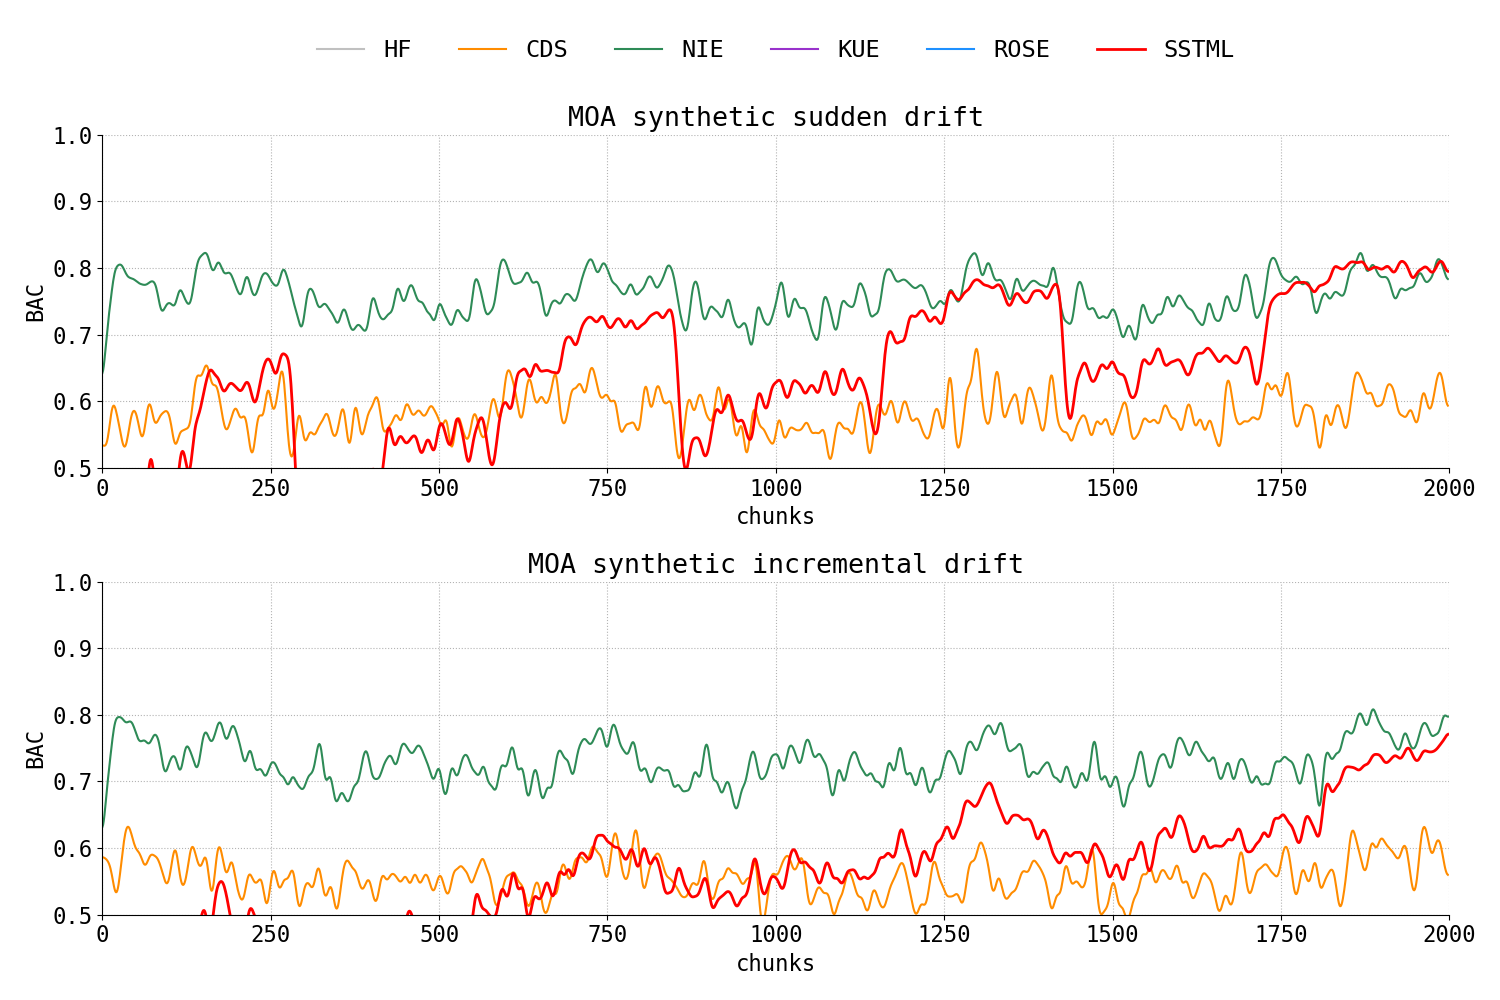 HF CDS NIE KUE ROSE SSTML
MOA synthetic sudden drift
1.0
0.9
0.8
0.7
0.6
0.5
BAC
0 250 500 750 1000 1250 1500 1750 2000
chunks
MOA synthetic incremental drift
1.0
0.9
0.8
0.7
0.6
0.5
BAC
0 250 500 750 1000 1250 1500 1750 2000
chunks